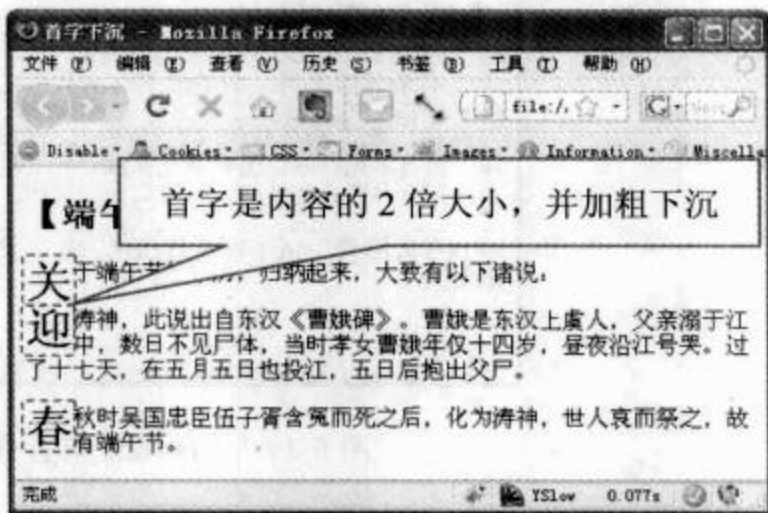 首字下沉 - Mozilla Firefox
文件 (F) 编辑 (E) 查看 (V) 历史 (S) 书签 (B) 工具 (T) 帮助 (H)
file:/
Disable Cookies CSS Forms Images Information Miscella
首字是内容的 2 倍大小，并加粗下沉
【端午
关于端午节 归纳起来，大致有以下诸说：
迎涛神，此说出自东汉《曹娥碑》。曹娥是东汉上虞人，父亲溺于江
中，数日不见尸体，当时孝女曹娥年仅十四岁，昼夜沿江号哭。过
了十七天，在五月五日也投江，五日后抱出父尸。
春秋时吴国忠臣伍子胥含冤而死之后，化为涛神，世人哀而祭之，故
有端午节。
完成 YSlow 0.077s